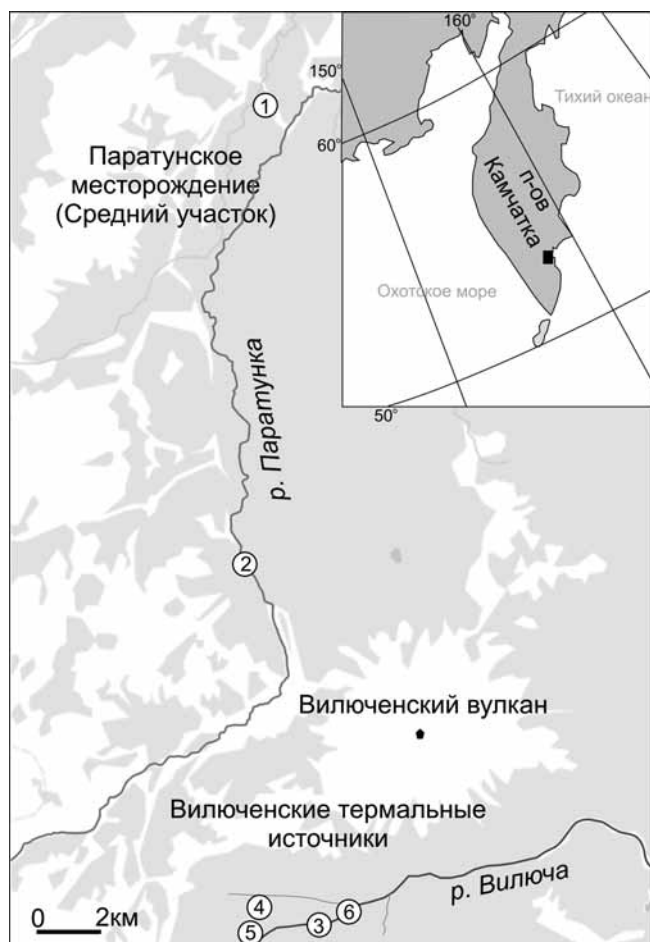 160°
150°
60°
Тихий океан
п-ов
Камчатка
Охотское море
50°
1
Паратунское
месторождение
(Средний участок)
р. Паратунка
2
Вилюченский вулкан
Вилюченские термальные
источники
р. Вилюча
4
6
3
5
0 2км